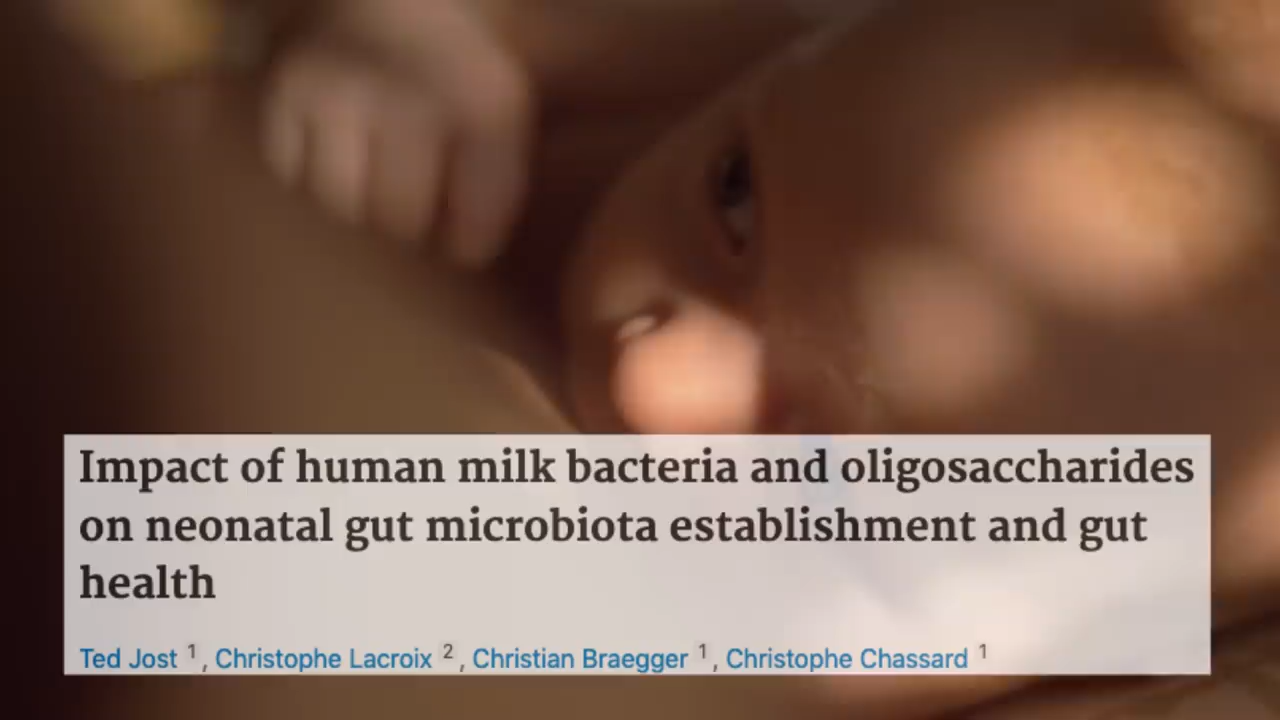 Impact of human milk bacteria and oligosaccharides
on neonatal gut microbiota establishment and gut
health
Ted Jost 1, Christophe Lacroix 2, Christian Braegger 1, Christophe Chassard 1